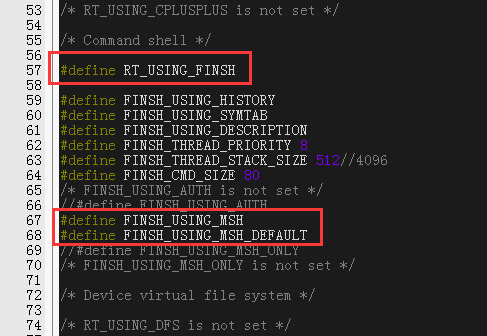 53 /* RT_USING_CPLUSPLUS is not set */
54
55 /* Command shell */
56
57 #define RT_USING_FINSH
58
59 #define FINSH_USING_HISTORY
60 #define FINSH_USING_SYMTAB
61 #define FINSH_USING_DESCRIPTION
62 #define FINSH_THREAD_PRIORITY 8
63 #define FINSH_THREAD_STACK_SIZE 512//4096
64 #define FINSH_CMD_SIZE 80
65 /* FINSH_USING_AUTH is not set */
66 //#define FINSH_USING_AUTH
67 #define FINSH_USING_MSH
68 #define FINSH_USING_MSH_DEFAULT
69 //#define FINSH_USING_MSH_ONLY
70 /* FINSH_USING_MSH_ONLY is not set */
71
72 /* Device virtual file system */
73
74 /* RT_USING_DFS is not set */
75